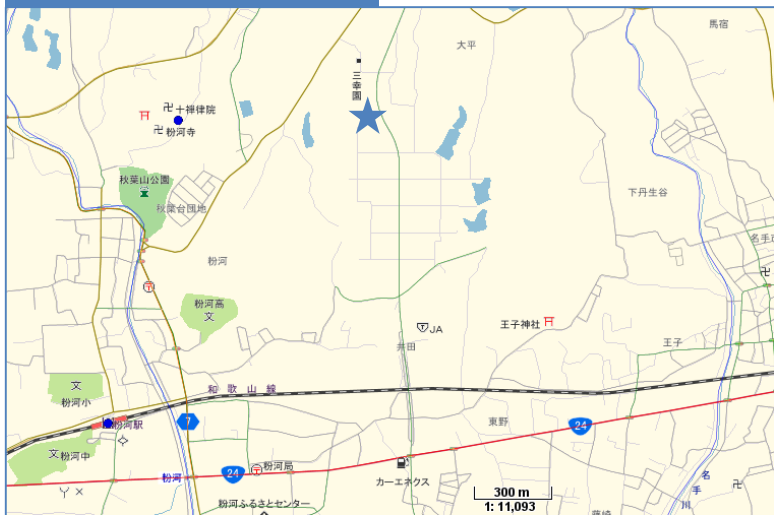 馬宿
大平
三幸園
十禅律院
粉河寺
秋葉山公園
秋葉台団地
下丹生谷
粉河
粉河高
文
JA
王子神社
井田
王子
和歌山線
文
粉河小
粉河駅
7
東野
24
文
粉河中
粉河
24
粉河局
カーエネクス
粉河ふるさとセンター
300 m
1: 11,093
藤崎
名手川